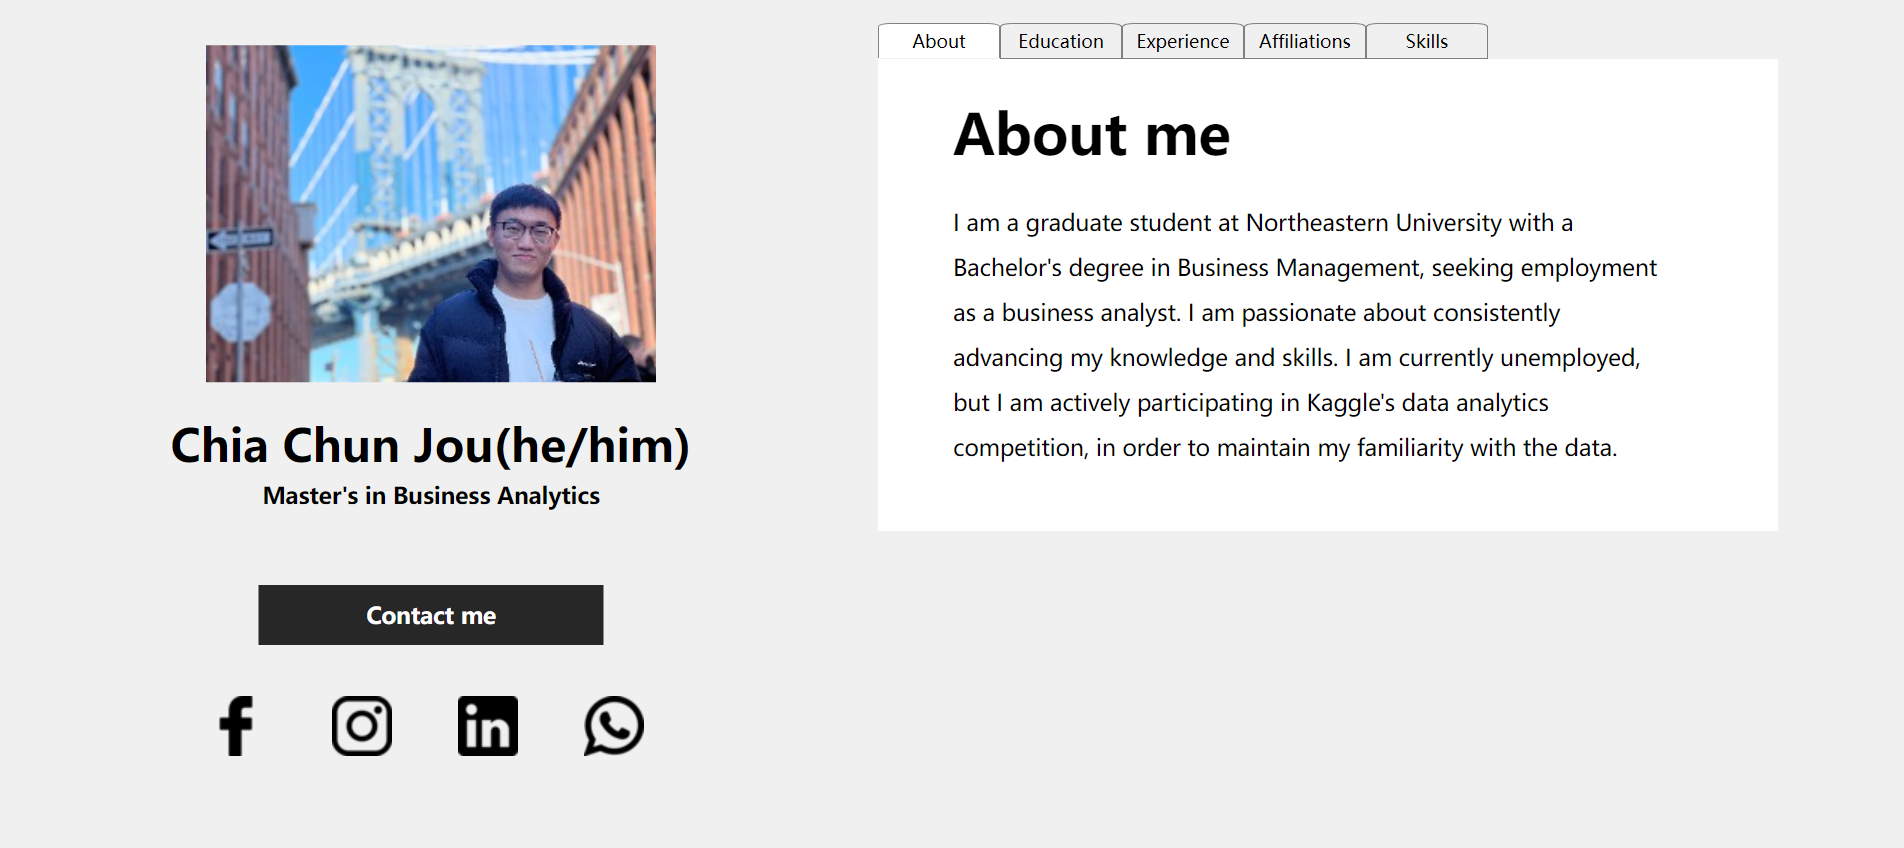 About
Education
Experience
Affiliations
Skills
Chia Chun Jou(he/him)
Master's in Business Analytics
Contact me
in
About me
I am a graduate student at Northeastern University with a
Bachelor's degree in Business Management, seeking employment
as a business analyst. I am passionate about consistently
advancing my knowledge and skills. I am currently unemployed,
but I am actively participating in Kaggle's data analytics
competition, in order to maintain my familiarity with the data.